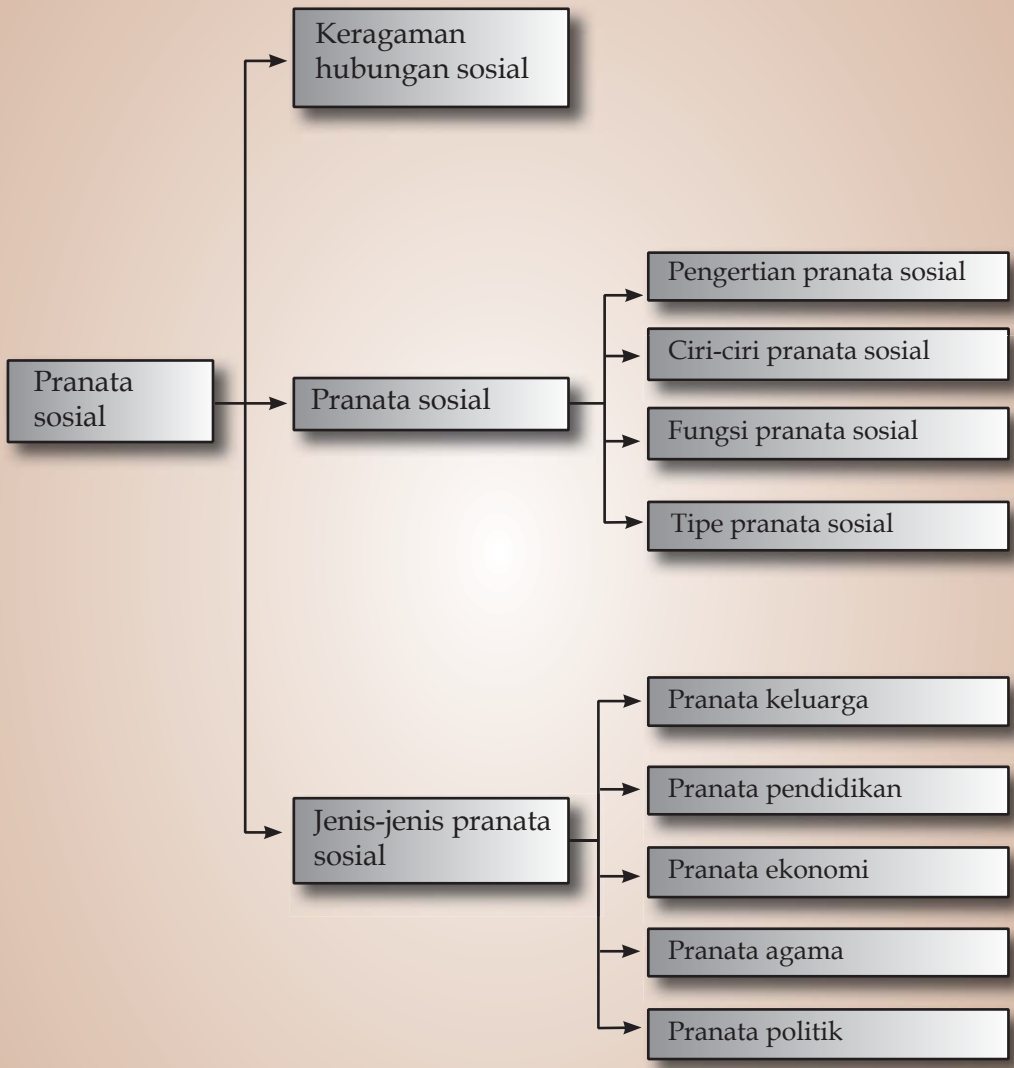 Keragaman
hubungan sosial
Pranata
sosial
Pranata sosial
Pengertian pranata sosial
Ciri-ciri pranata sosial
Fungsi pranata sosial
Tipe pranata sosial
Jenis-jenis pranata
sosial
Pranata keluarga
Pranata pendidikan
Pranata ekonomi
Pranata agama
Pranata politik